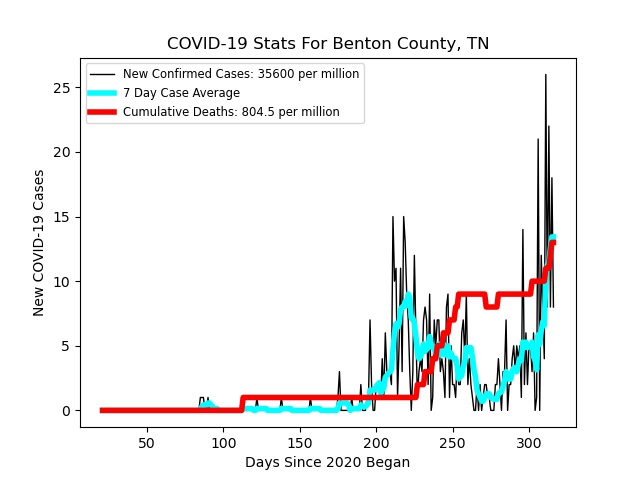 COVID-19 Stats For Benton County, TN
New Confirmed Cases: 35600 per million
7 Day Case Average
Cumulative Deaths: 804.5 per million
New COVID-19 Cases
25
20
15
10
5
0
50
100
150
200
250
300
Days Since 2020 Began